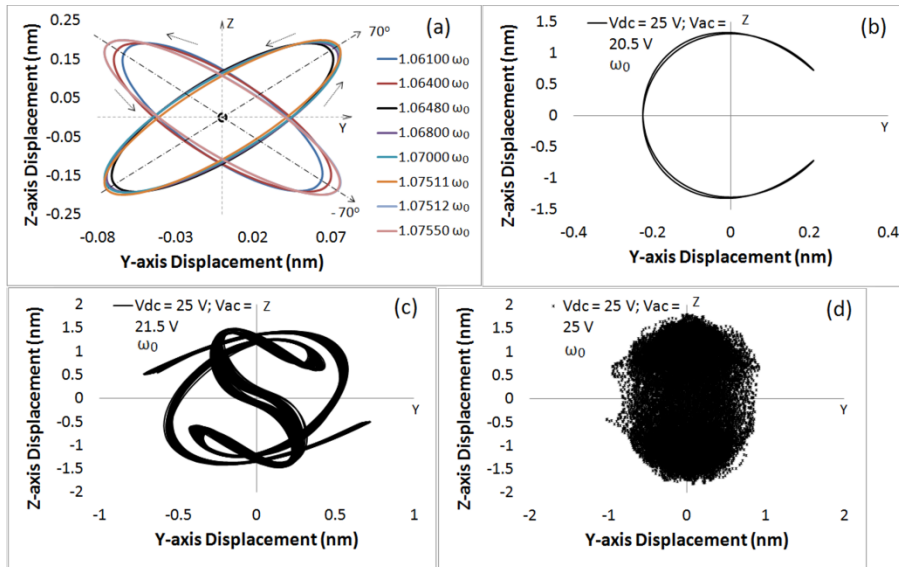 (a)
Z-axis Displacement (nm)
0.25
0.15
0.05
-0.05
-0.15
-0.25
-0.08
-0.03
0.02
0.07
Y-axis Displacement (nm)
Z
Y
70°
-70°
1.06100 ω₀
1.06400 ω₀
1.06480 ω₀
1.06800 ω₀
1.07000 ω₀
1.07511 ω₀
1.07512 ω₀
1.07550 ω₀
(b)
Z-axis Displacement (nm)
1.5
1
0.5
0
-0.5
-1
-1.5
-0.4
-0.2
0
0.2
0.4
Y-axis Displacement (nm)
Vdc = 25 V; Vac =
20.5 V
ω₀
Z
Y
(c)
Z-axis Displacement (nm)
2
1.5
1
0.5
0
-0.5
-1
-1.5
-2
-1
-0.5
0
0.5
1
Y-axis Displacement (nm)
Vdc = 25 V; Vac =
21.5 V
ω₀
Z
Y
(d)
Z-axis Displacement (nm)
2
1.5
1
0.5
0
-0.5
-1
-1.5
-2
-2
-1
0
1
2
Y-axis Displacement (nm)
Vdc = 25 V; Vac =
25 V
ω₀
Z
Y